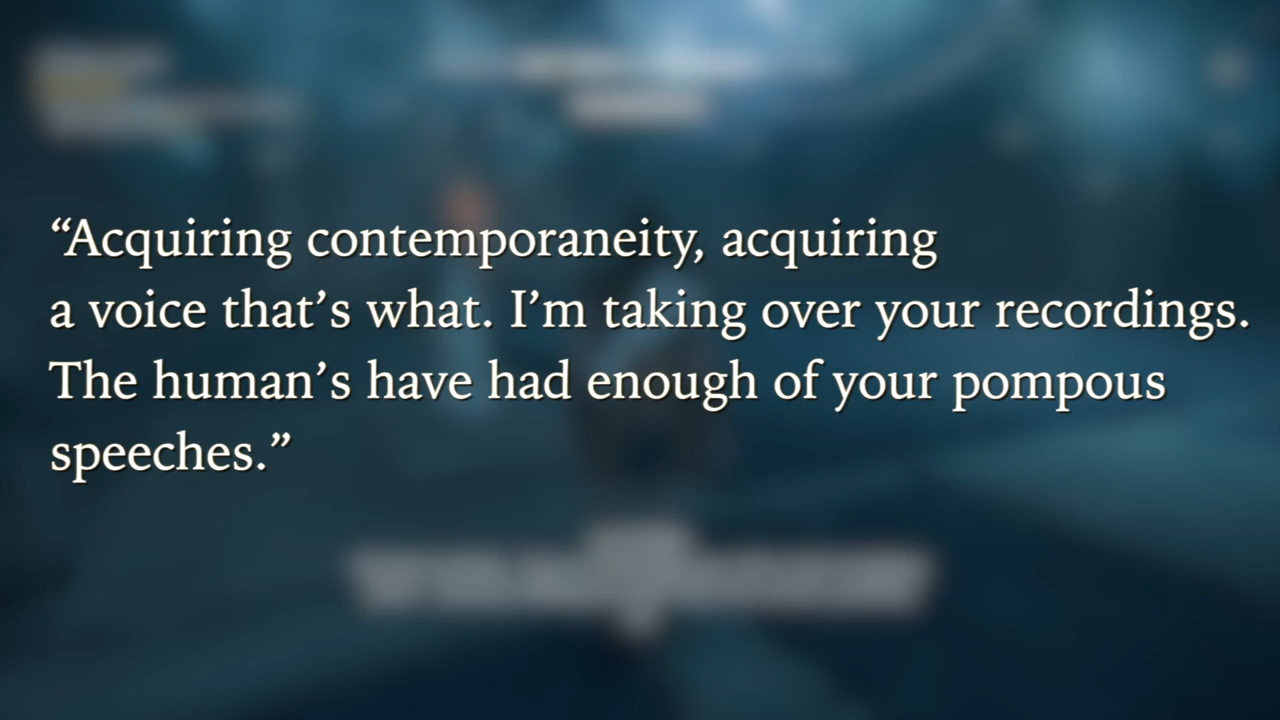 “Acquiring contemporaneity, acquiring
a voice that’s what. I’m taking over your recordings.
The human’s have had enough of your pompous
speeches.”